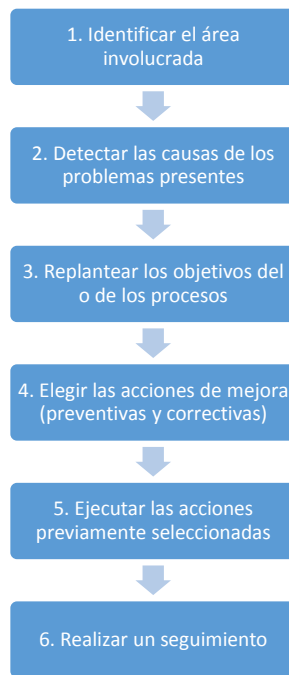 1. Identificar el área
involucrada
2. Detectar las causas de los
problemas presentes
3. Replantear los objetivos del
o de los procesos
4. Elegir las acciones de mejora
(preventivas y correctivas)
5. Ejecutar las acciones
previamente seleccionadas
6. Realizar un seguimiento